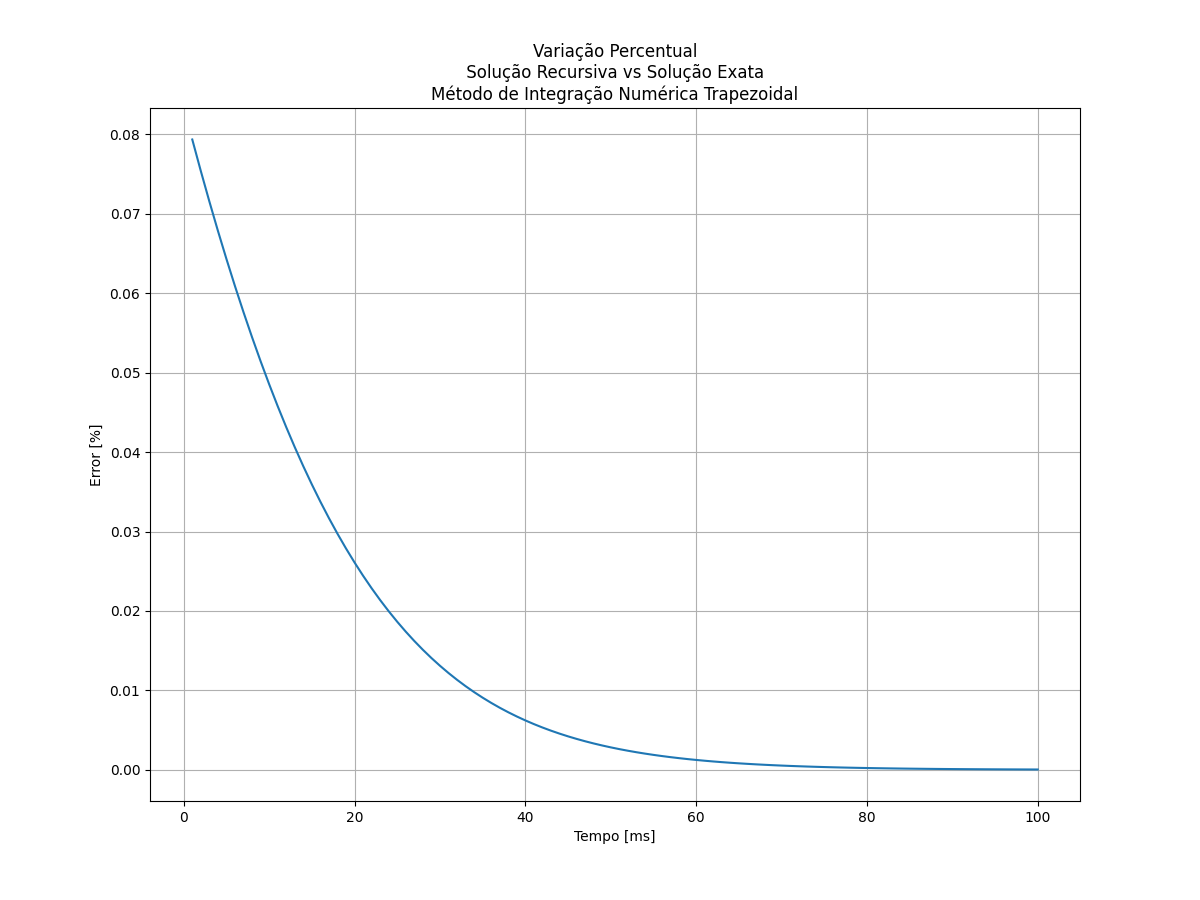 Variação Percentual
Solução Recursiva vs Solução Exata
Método de Integração Numérica Trapezoidal
0.08
0.07
0.06
0.05
0.04
0.03
0.02
0.01
0.00
Error [%]
0 20 40 60 80 100
Tempo [ms]